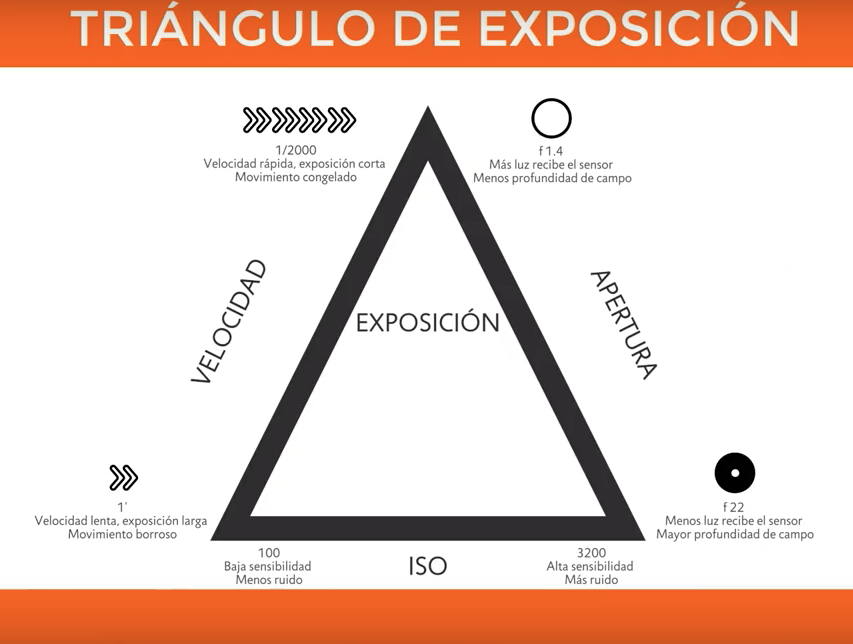 TRIÁNGULO DE EXPOSICIÓN
1/2000
Velocidad rápida, exposición corta
Movimiento congelado
f 1.4
Más luz recibe el sensor
Menos profundidad de campo
VELOCIDAD
EXPOSICIÓN
APERTURA
1'
Velocidad lenta, exposición larga
Movimiento borroso
f 22
Menos luz recibe el sensor
Mayor profundidad de campo
100
Baja sensibilidad
Menos ruido
ISO
3200
Alta sensibilidad
Más ruido